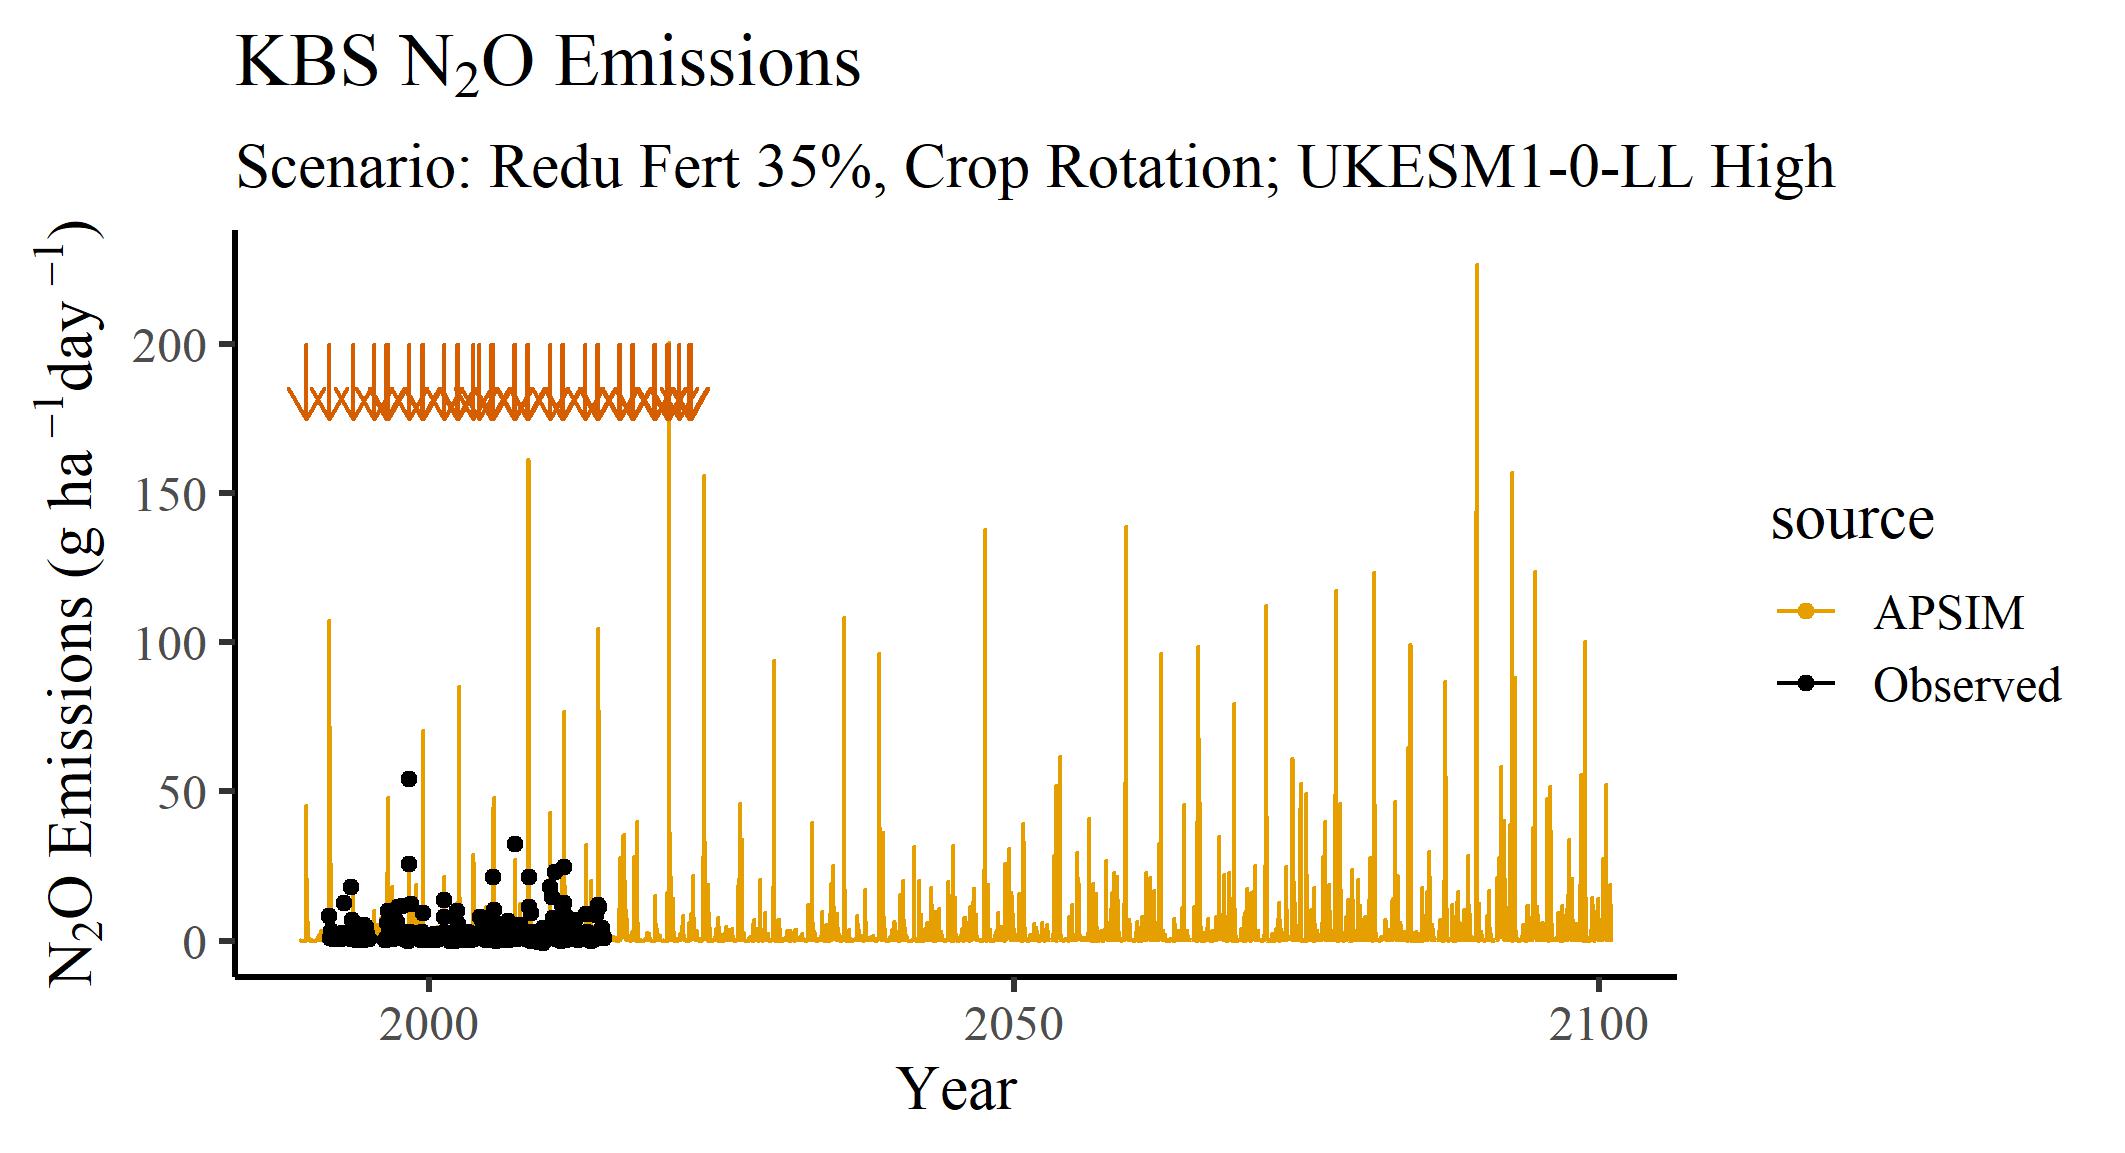 KBS N₂O Emissions
Scenario: Redu Fert 35%, Crop Rotation; UKESM1-0-LL High
N₂O Emissions (g ha⁻¹day⁻¹)
200
150
100
50
0
2000
2050
2100
Year
source
APSIM
Observed